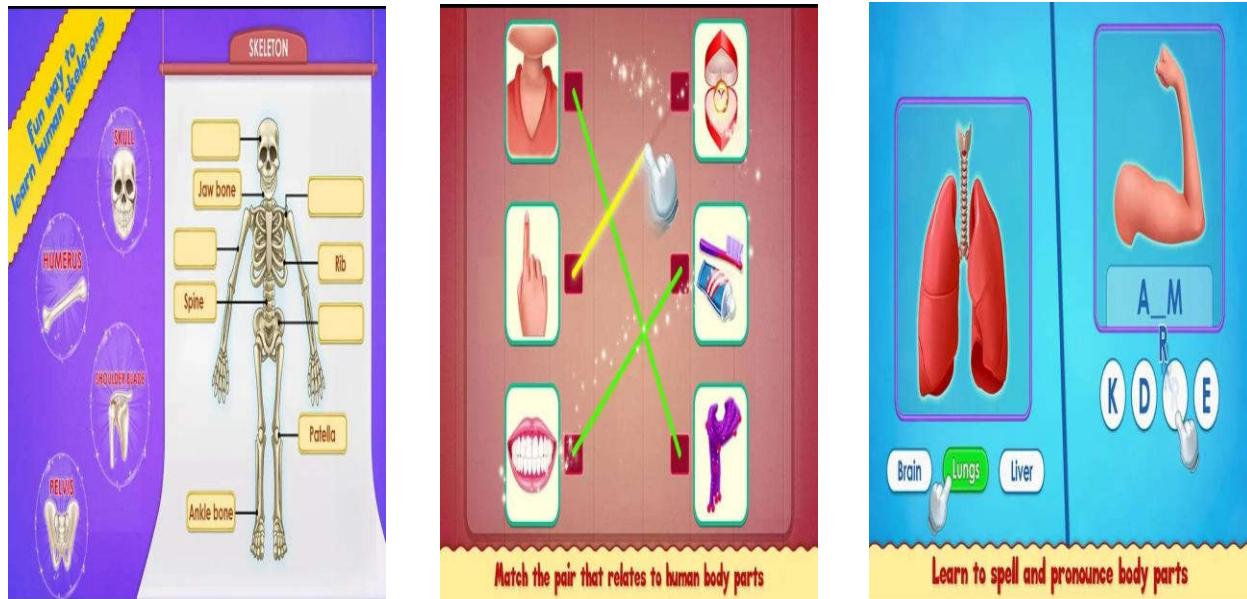 Fun way to
learn human skeletons
SKELETON
SKULL
Jaw bone
HUMERUS
Rib
Spine
SHOULDER BLADE
Patella
PELVIS
Ankle bone
Match the pair that relates to human body parts
A__M
R
K D E
Brain Lungs Liver
Learn to spell and pronounce body parts